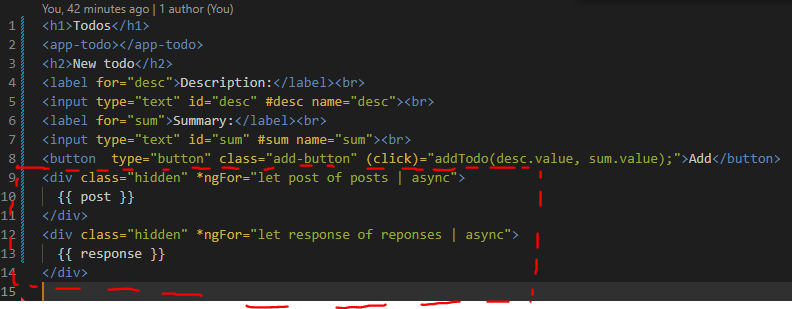 You, 42 minutes ago | 1 author (You)
1 <h1>Todos</h1>
2 <app-todo></app-todo>
3 <h2>New todo</h2>
4 <label for="desc">Description:</label><br>
5 <input type="text" id="desc" #desc name="desc"><br>
6 <label for="sum">Summary:</label><br>
7 <input type="text" id="sum" #sum name="sum"><br>
8 <button  type="button" class="add-button" (click)="addTodo(desc.value, sum.value);">Add</button>
9 <div class="hidden" *ngFor="let post of posts | async">
10   {{ post }}
11 </div>
12 <div class="hidden" *ngFor="let response of reponses | async">
13   {{ response }}
14 </div>
15